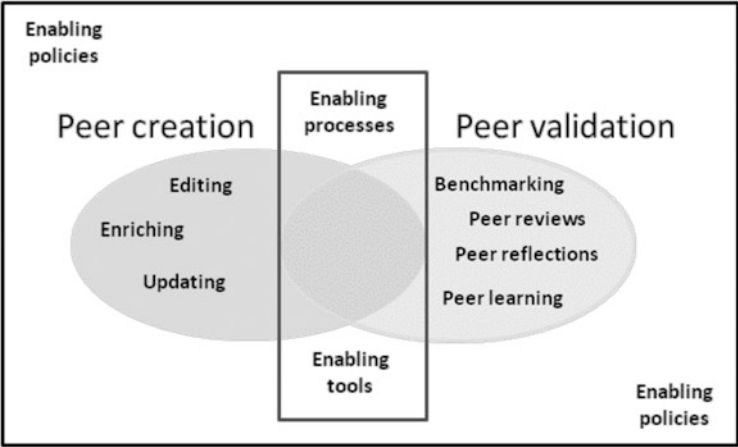 Enabling
policies
Enabling
processes
Peer creation
Peer validation
Editing
Enriching
Updating
Benchmarking
Peer reviews
Peer reflections
Peer learning
Enabling
tools
Enabling
policies